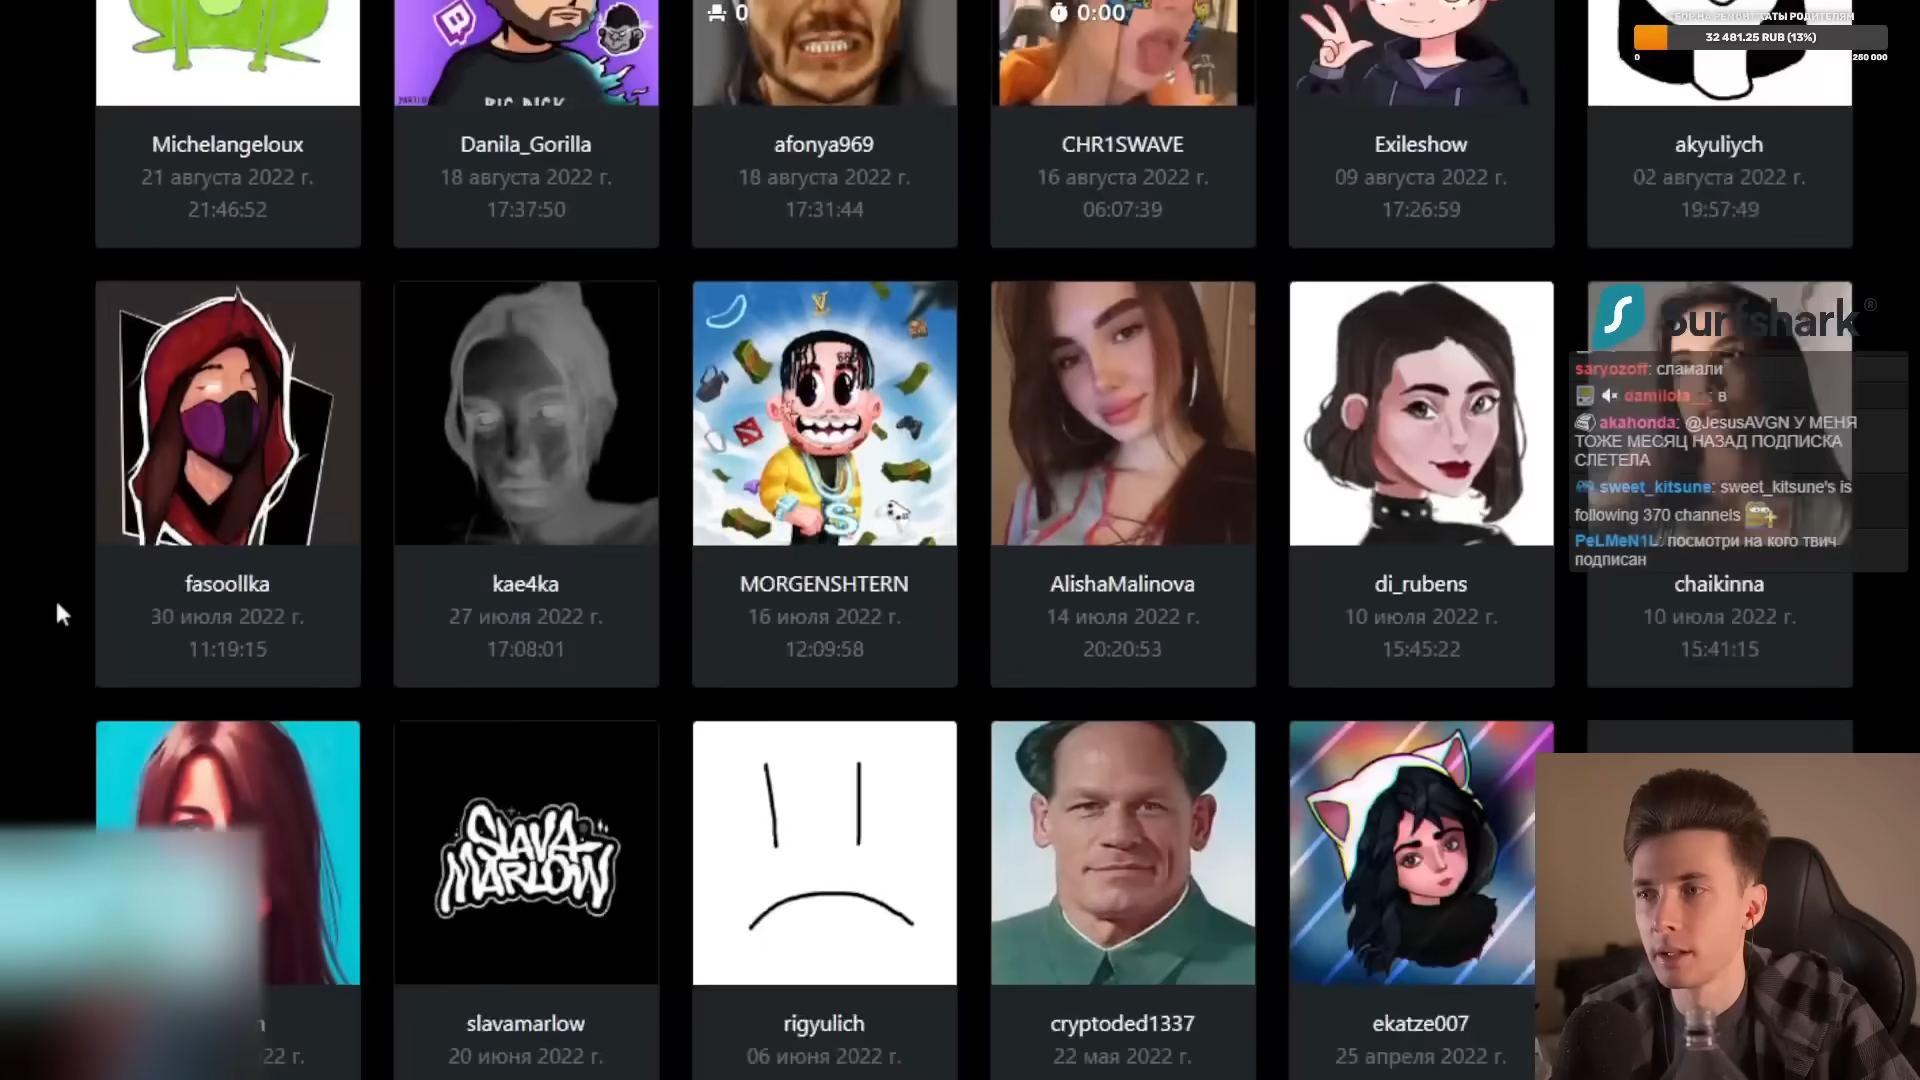 0
0:00
32 481.25 RUB (13%)
0
250 000
Michelangeloux
21 августа 2022 г.
21:46:52
Danila_Gorilla
18 августа 2022 г.
17:37:50
afonya969
18 августа 2022 г.
17:31:44
CHR1SWAVE
16 августа 2022 г.
06:07:39
Exileshow
09 августа 2022 г.
17:26:59
akyuliych
02 августа 2022 г.
19:57:49
Surfshark®
saryozoff: сламали
damilola__: в
akahonda: @JesusAVGN У МЕНЯ
ТОЖЕ МЕСЯЦ НАЗАД ПОДПИСКА
СЛЕТЕЛА
sweet_kitsune: sweet_kitsune's is
following 370 channels
PeLMeN1L: посмотри на кого твич
подписан
fasoollka
30 июля 2022 г.
11:19:15
kae4ka
27 июля 2022 г.
17:08:01
MORGENSHTERN
16 июля 2022 г.
12:09:58
AlishaMalinova
14 июля 2022 г.
20:20:53
di_rubens
10 июля 2022 г.
15:45:22
chaikinna
10 июля 2022 г.
15:41:15
SLAVA
MARLOW
slavamarlow
20 июня 2022 г.
rigyulich
06 июня 2022 г.
cryptoded1337
22 мая 2022 г.
ekatze007
25 апреля 2022 г.